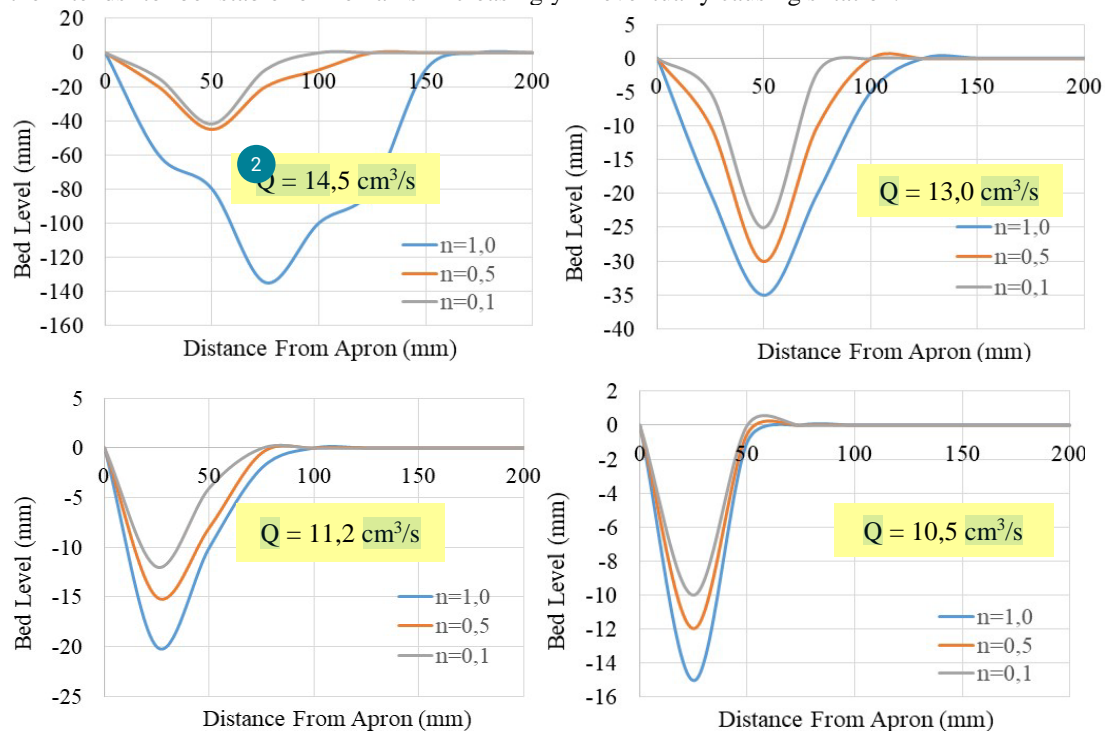 20
0
-20
-40
-60
-80
-100
-120
-140
-160
0
50
100
150
200
Bed Level (mm)
2
Q = 14,5 cm³/s
n=1,0
n=0,5
n=0,1
Distance From Apron (mm)
5
0
-5
-10
-15
-20
-25
-30
-35
-40
0
50
100
150
200
Bed Level (mm)
Q = 13,0 cm³/s
n=1,0
n=0,5
n=0,1
Distance From Apron (mm)
5
0
-5
-10
-15
-20
-25
0
50
100
150
200
Bed Level (mm)
Q = 11,2 cm³/s
n=1,0
n=0,5
n=0,1
Distance From Apron (mm)
2
0
-2
-4
-6
-8
-10
-12
-14
-16
0
50
100
150
200
Bed Level (mm)
Q = 10,5 cm³/s
n=1,0
n=0,5
n=0,1
Distance From Apron (mm)